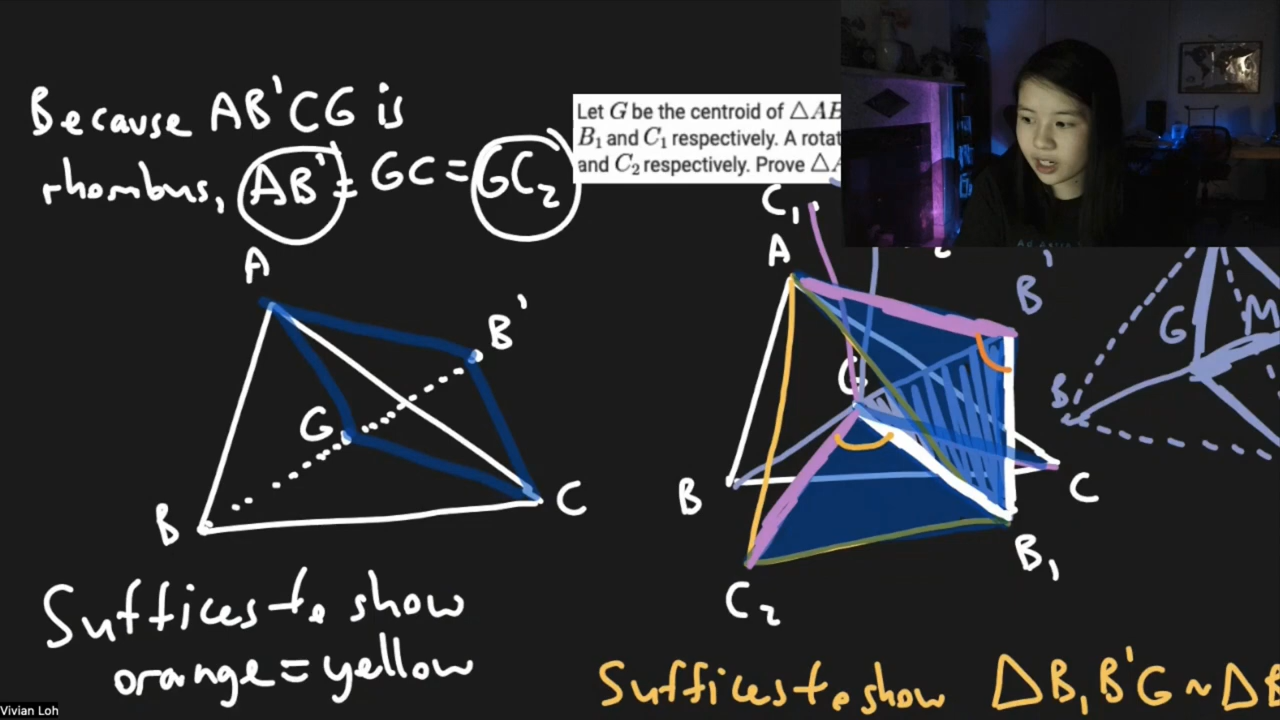 Because AB'CG is
rhombus, AB' = GC = GC₂
Let G be the centroid of △AB
B₁ and C₁ respectively. A rotat
and C₂ respectively. Prove △A
A
B'
G
B
C
C₁
A
B'
G
B
C
C₂
B₁
G
M
B
Suffices to show
orange = yellow
Suffices to show △B₁B'G ~ △B
Vivian Loh